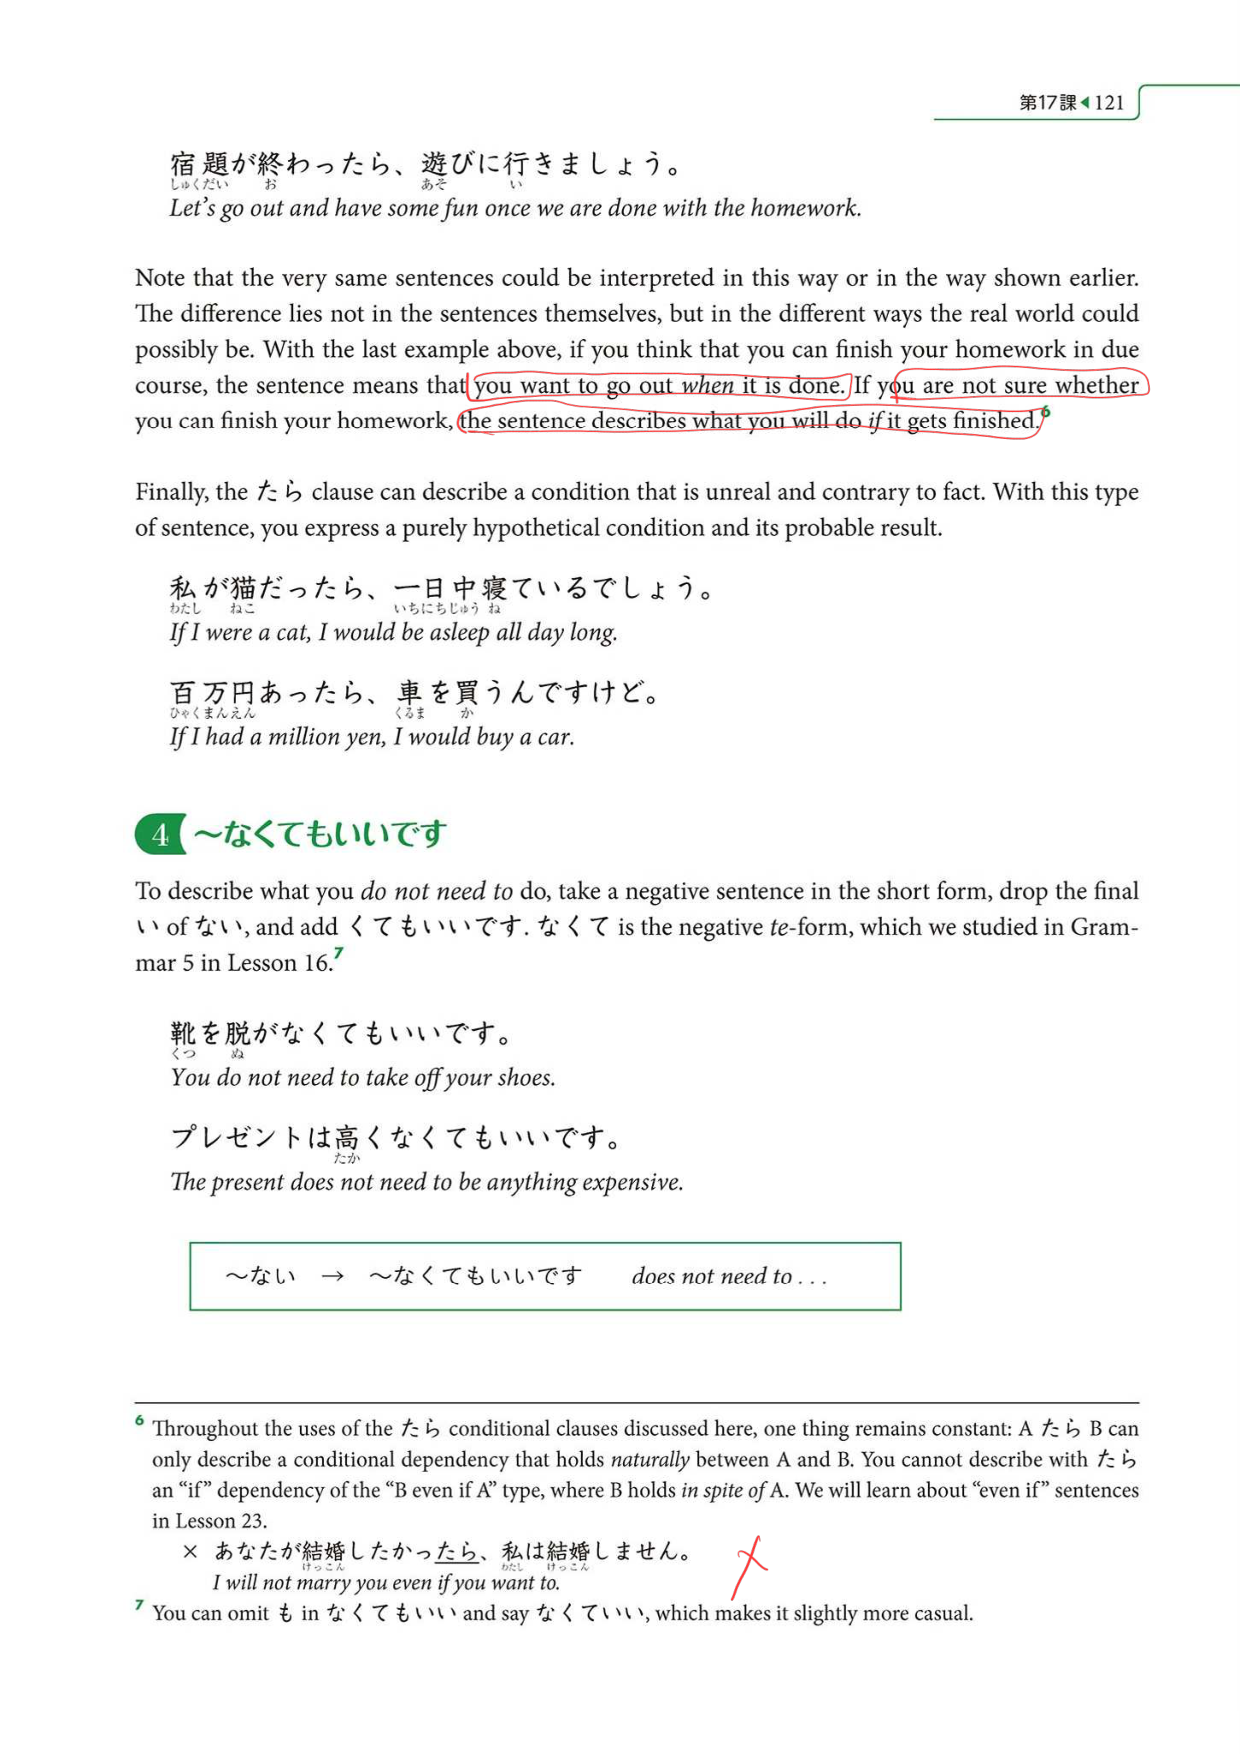 第17課◀121
宿題が終わったら、遊びに行きましょう。
しゅくだい お あそ い
Let's go out and have some fun once we are done with the homework.
Note that the very same sentences could be interpreted in this way or in the way shown earlier.
The difference lies not in the sentences themselves, but in the different ways the real world could
possibly be. With the last example above, if you think that you can finish your homework in due
course, the sentence means that you want to go out when it is done. If you are not sure whether
you can finish your homework, the sentence describes what you will do if it gets finished.6
Finally, the たら clause can describe a condition that is unreal and contrary to fact. With this type
of sentence, you express a purely hypothetical condition and its probable result.
私が猫だったら、一日中寝ているでしょう。
わたし ねこ いちにちじゅう ね
If I were a cat, I would be asleep all day long.
百万円あったら、車を買うんですけど。
ひゃくまんえん くるま か
If I had a million yen, I would buy a car.
4 〜なくてもいいです
To describe what you do not need to do, take a negative sentence in the short form, drop the final
い of ない, and add くてもいいです. なくて is the negative te-form, which we studied in Gram-
mar 5 in Lesson 16.7
靴を脱がなくてもいいです。
くつ ぬ
You do not need to take off your shoes.
プレゼントは高くなくてもいいです。
たか
The present does not need to be anything expensive.
〜ない → 〜なくてもいいです does not need to . . .
6 Throughout the uses of the たら conditional clauses discussed here, one thing remains constant: A たら B can
only describe a conditional dependency that holds naturally between A and B. You cannot describe with たら
an “if” dependency of the “B even if A” type, where B holds in spite of A. We will learn about “even if” sentences
in Lesson 23.
× あなたが結婚したかったら、私は結婚しません。
けっこん わたし けっこん
I will not marry you even if you want to.
7 You can omit も in なくてもいい and say なくていい, which makes it slightly more casual.